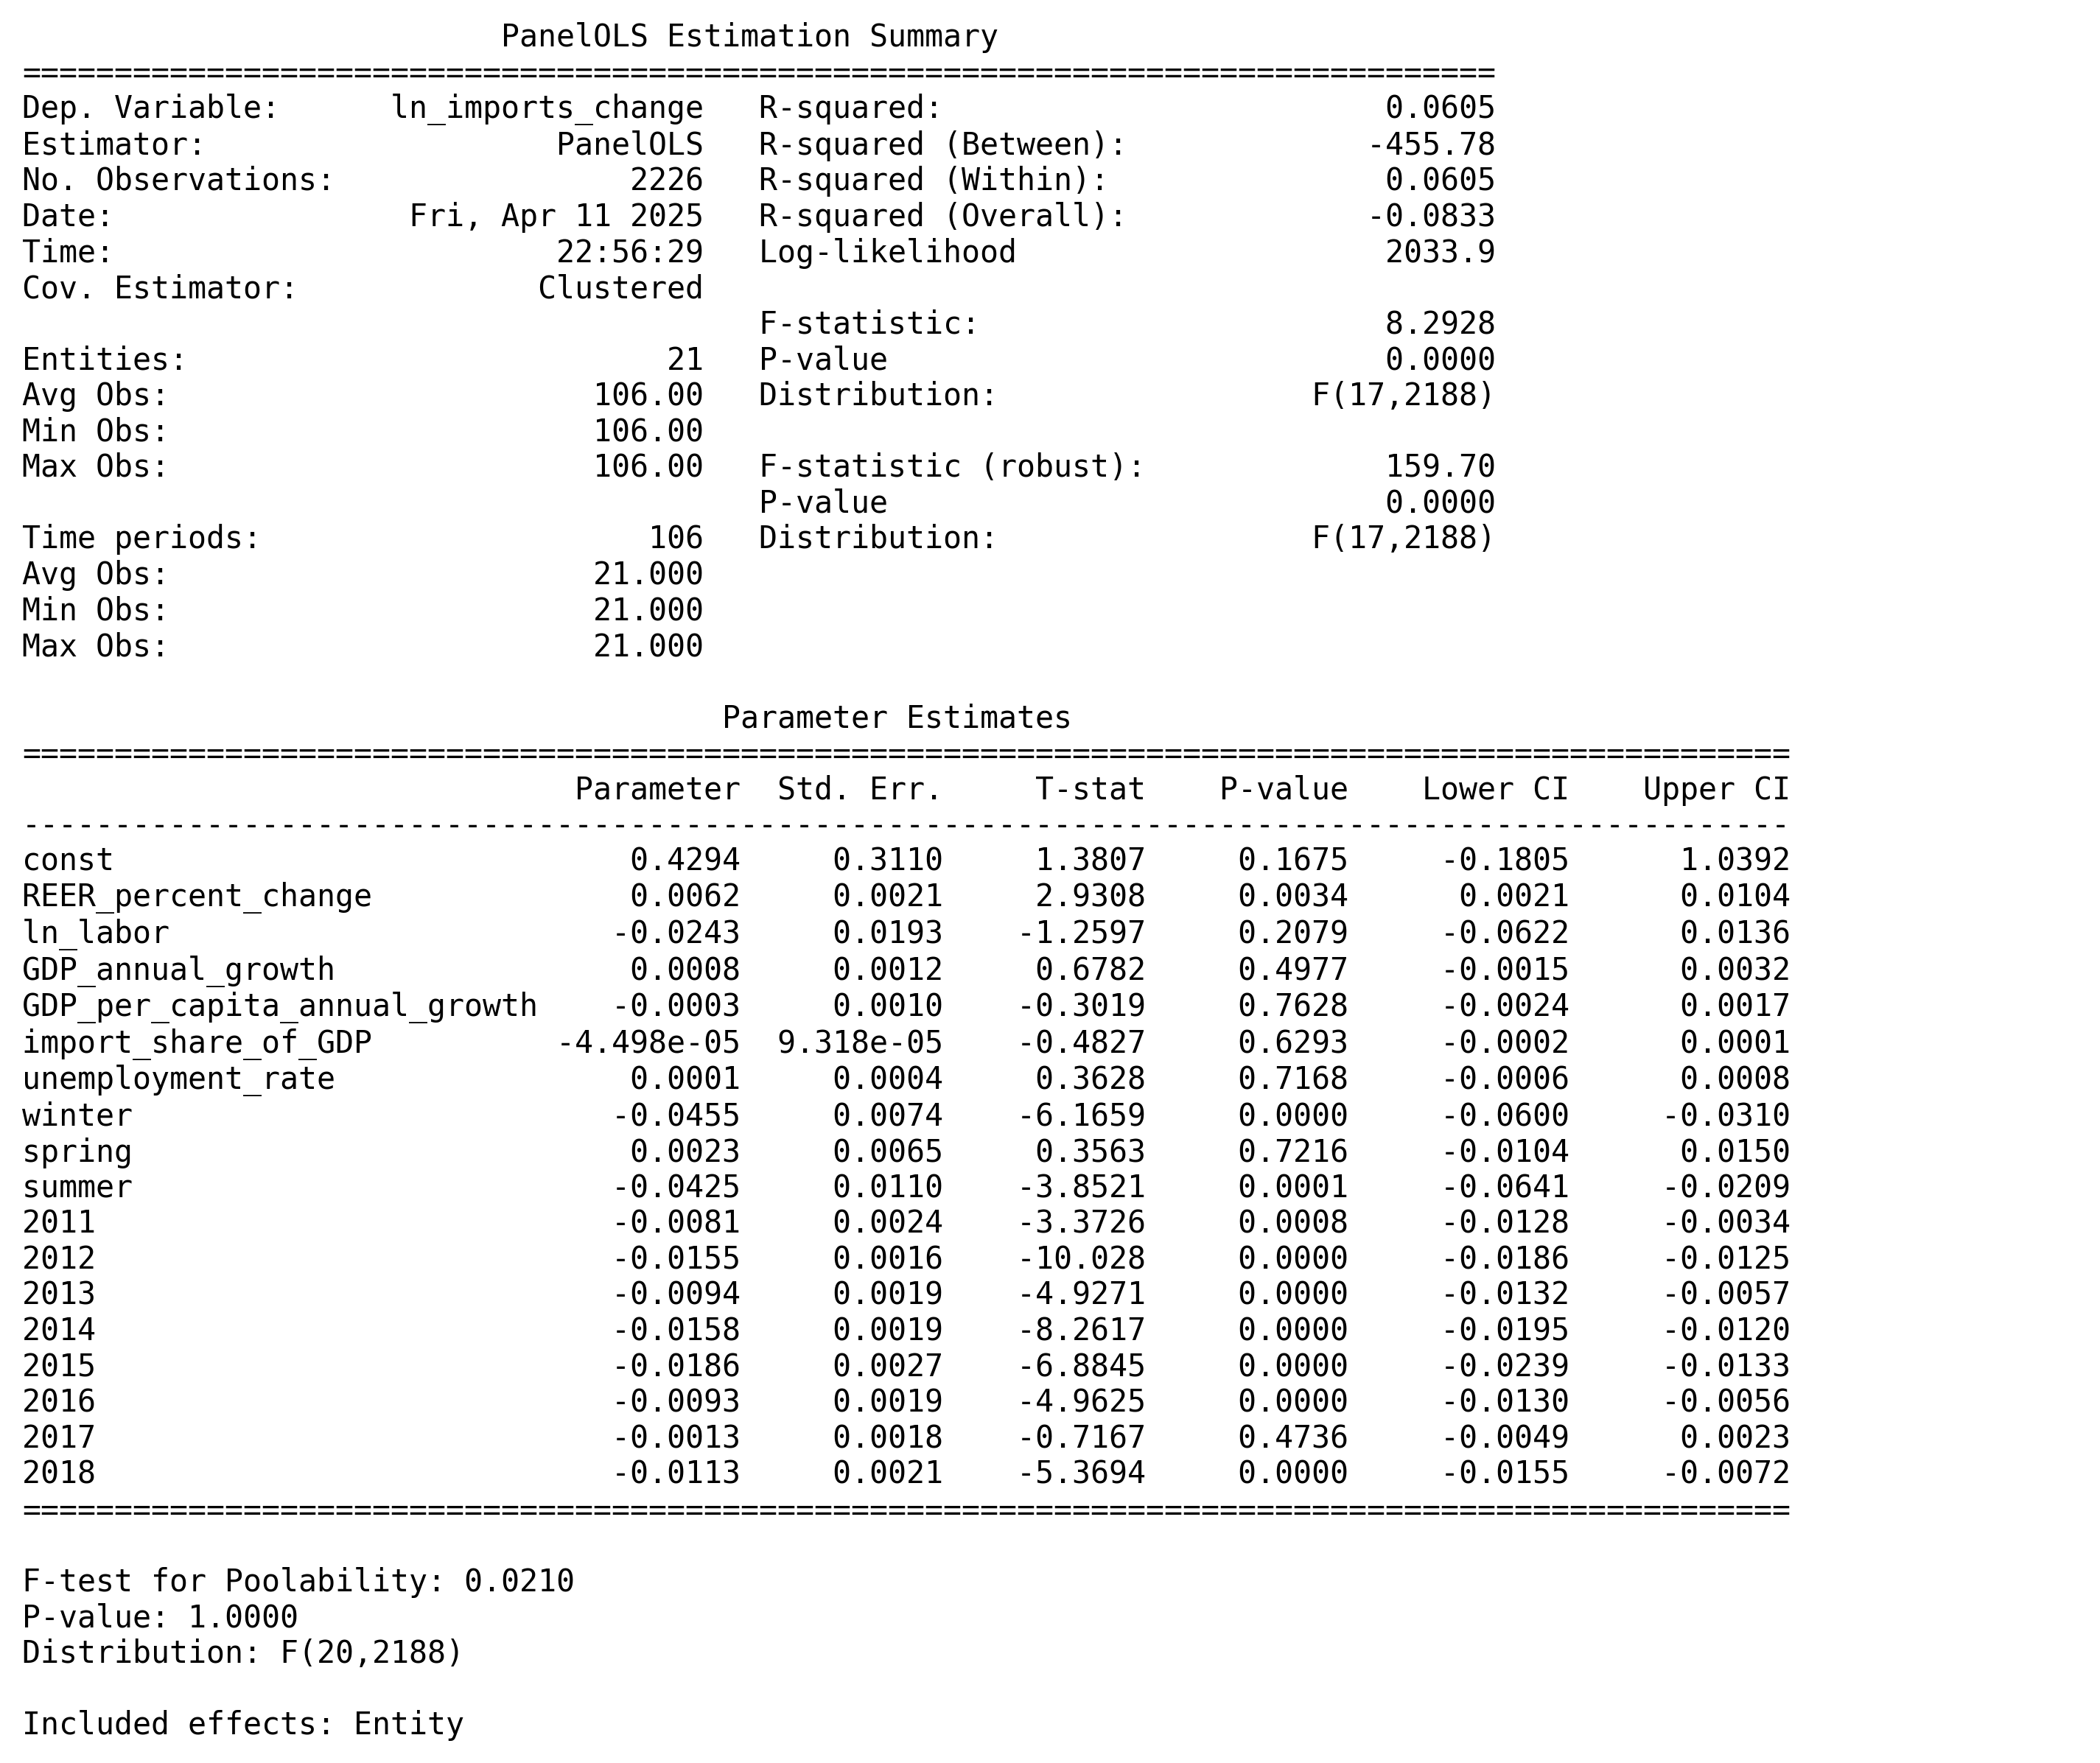 PanelOLS Estimation Summary
================================================================================
Dep. Variable: ln_imports_change R-squared: 0.0605
Estimator: PanelOLS R-squared (Between): -455.78
No. Observations: 2226 R-squared (Within): 0.0605
Date: Fri, Apr 11 2025 R-squared (Overall): -0.0833
Time: 22:56:29 Log-likelihood 2033.9
Cov. Estimator: Clustered
F-statistic: 8.2928
Entities: 21 P-value 0.0000
Avg Obs: 106.00 Distribution: F(17,2188)
Min Obs: 106.00
Max Obs: 106.00 F-statistic (robust): 159.70
P-value 0.0000
Time periods: 106 Distribution: F(17,2188)
Avg Obs: 21.000
Min Obs: 21.000
Max Obs: 21.000
Parameter Estimates
================================================================================================
Parameter Std. Err. T-stat P-value Lower CI Upper CI
------------------------------------------------------------------------------------------------
const 0.4294 0.3110 1.3807 0.1675 -0.1805 1.0392
REER_percent_change 0.0062 0.0021 2.9308 0.0034 0.0021 0.0104
ln_labor -0.0243 0.0193 -1.2597 0.2079 -0.0622 0.0136
GDP_annual_growth 0.0008 0.0012 0.6782 0.4977 -0.0015 0.0032
GDP_per_capita_annual_growth -0.0003 0.0010 -0.3019 0.7628 -0.0024 0.0017
import_share_of_GDP -4.498e-05 9.318e-05 -0.4827 0.6293 -0.0002 0.0001
unemployment_rate 0.0001 0.0004 0.3628 0.7168 -0.0006 0.0008
winter -0.0455 0.0074 -6.1659 0.0000 -0.0600 -0.0310
spring 0.0023 0.0065 0.3563 0.7216 -0.0104 0.0150
summer -0.0425 0.0110 -3.8521 0.0001 -0.0641 -0.0209
2011 -0.0081 0.0024 -3.3726 0.0008 -0.0128 -0.0034
2012 -0.0155 0.0016 -10.028 0.0000 -0.0186 -0.0125
2013 -0.0094 0.0019 -4.9271 0.0000 -0.0132 -0.0057
2014 -0.0158 0.0019 -8.2617 0.0000 -0.0195 -0.0120
2015 -0.0186 0.0027 -6.8845 0.0000 -0.0239 -0.0133
2016 -0.0093 0.0019 -4.9625 0.0000 -0.0130 -0.0056
2017 -0.0013 0.0018 -0.7167 0.4736 -0.0049 0.0023
2018 -0.0113 0.0021 -5.3694 0.0000 -0.0155 -0.0072
================================================================================================
F-test for Poolability: 0.0210
P-value: 1.0000
Distribution: F(20,2188)
Included effects: Entity